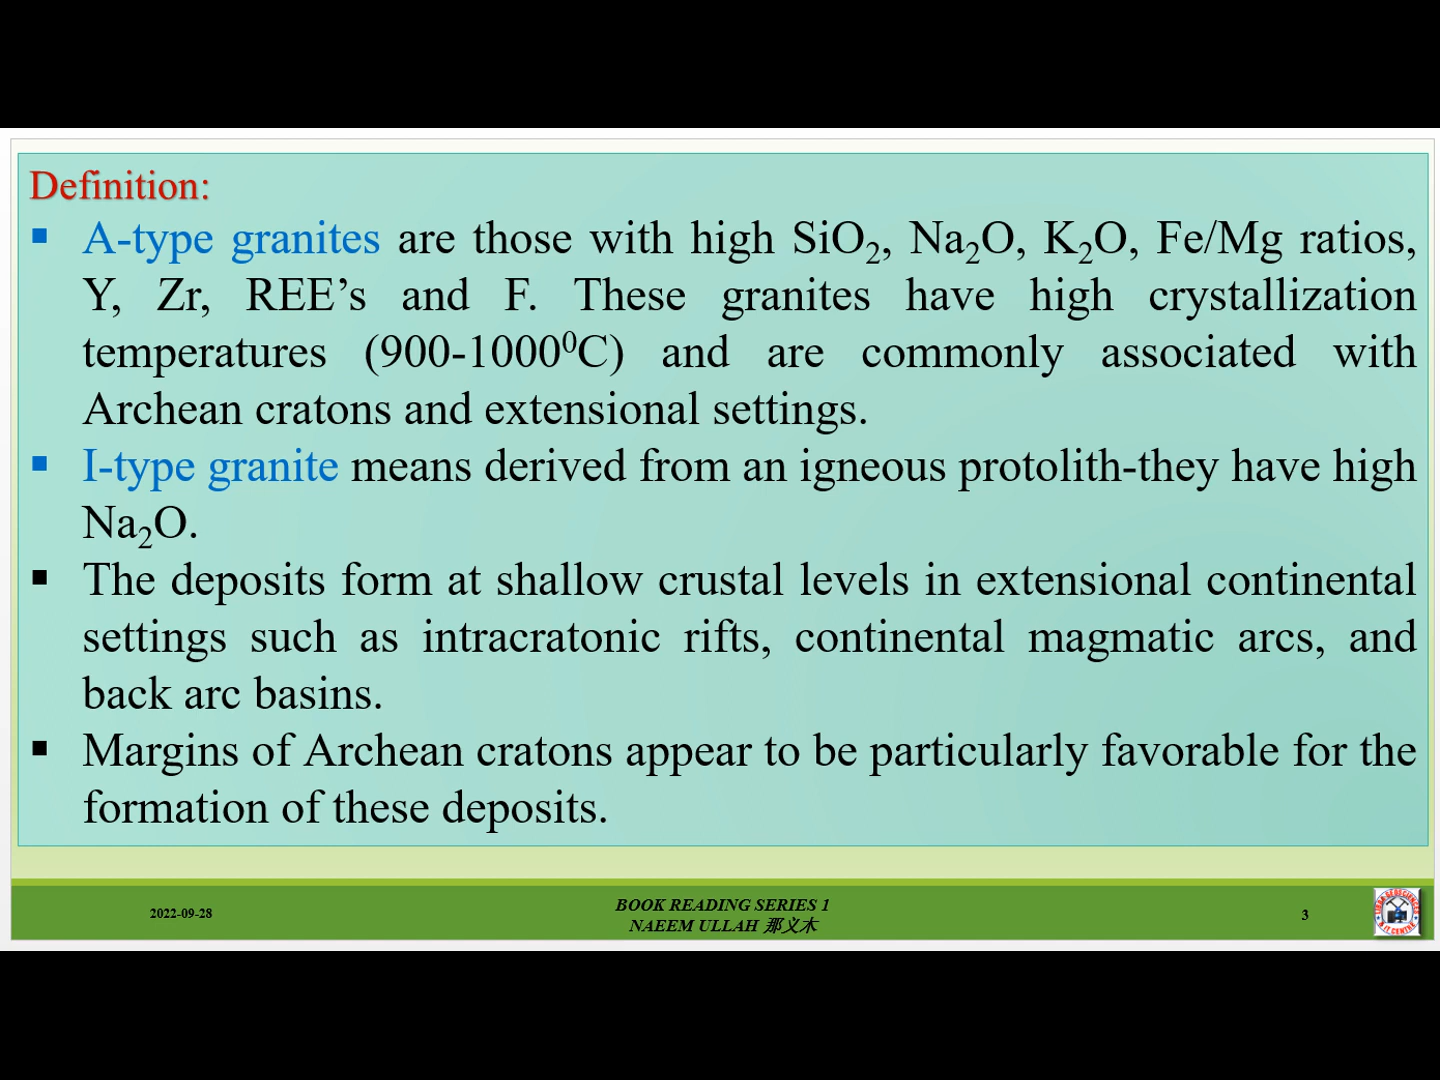 Definition:
▪ A-type granites are those with high SiO₂, Na₂O, K₂O, Fe/Mg ratios,
Y, Zr, REE’s and F. These granites have high crystallization
temperatures (900-1000⁰C) and are commonly associated with
Archean cratons and extensional settings.
▪ I-type granite means derived from an igneous protolith-they have high
Na₂O.
▪ The deposits form at shallow crustal levels in extensional continental
settings such as intracratonic rifts, continental magmatic arcs, and
back arc basins.
▪ Margins of Archean cratons appear to be particularly favorable for the
formation of these deposits.
2022-09-28
BOOK READING SERIES 1
NAEEM ULLAH 那义木
3
& IT CENTRE